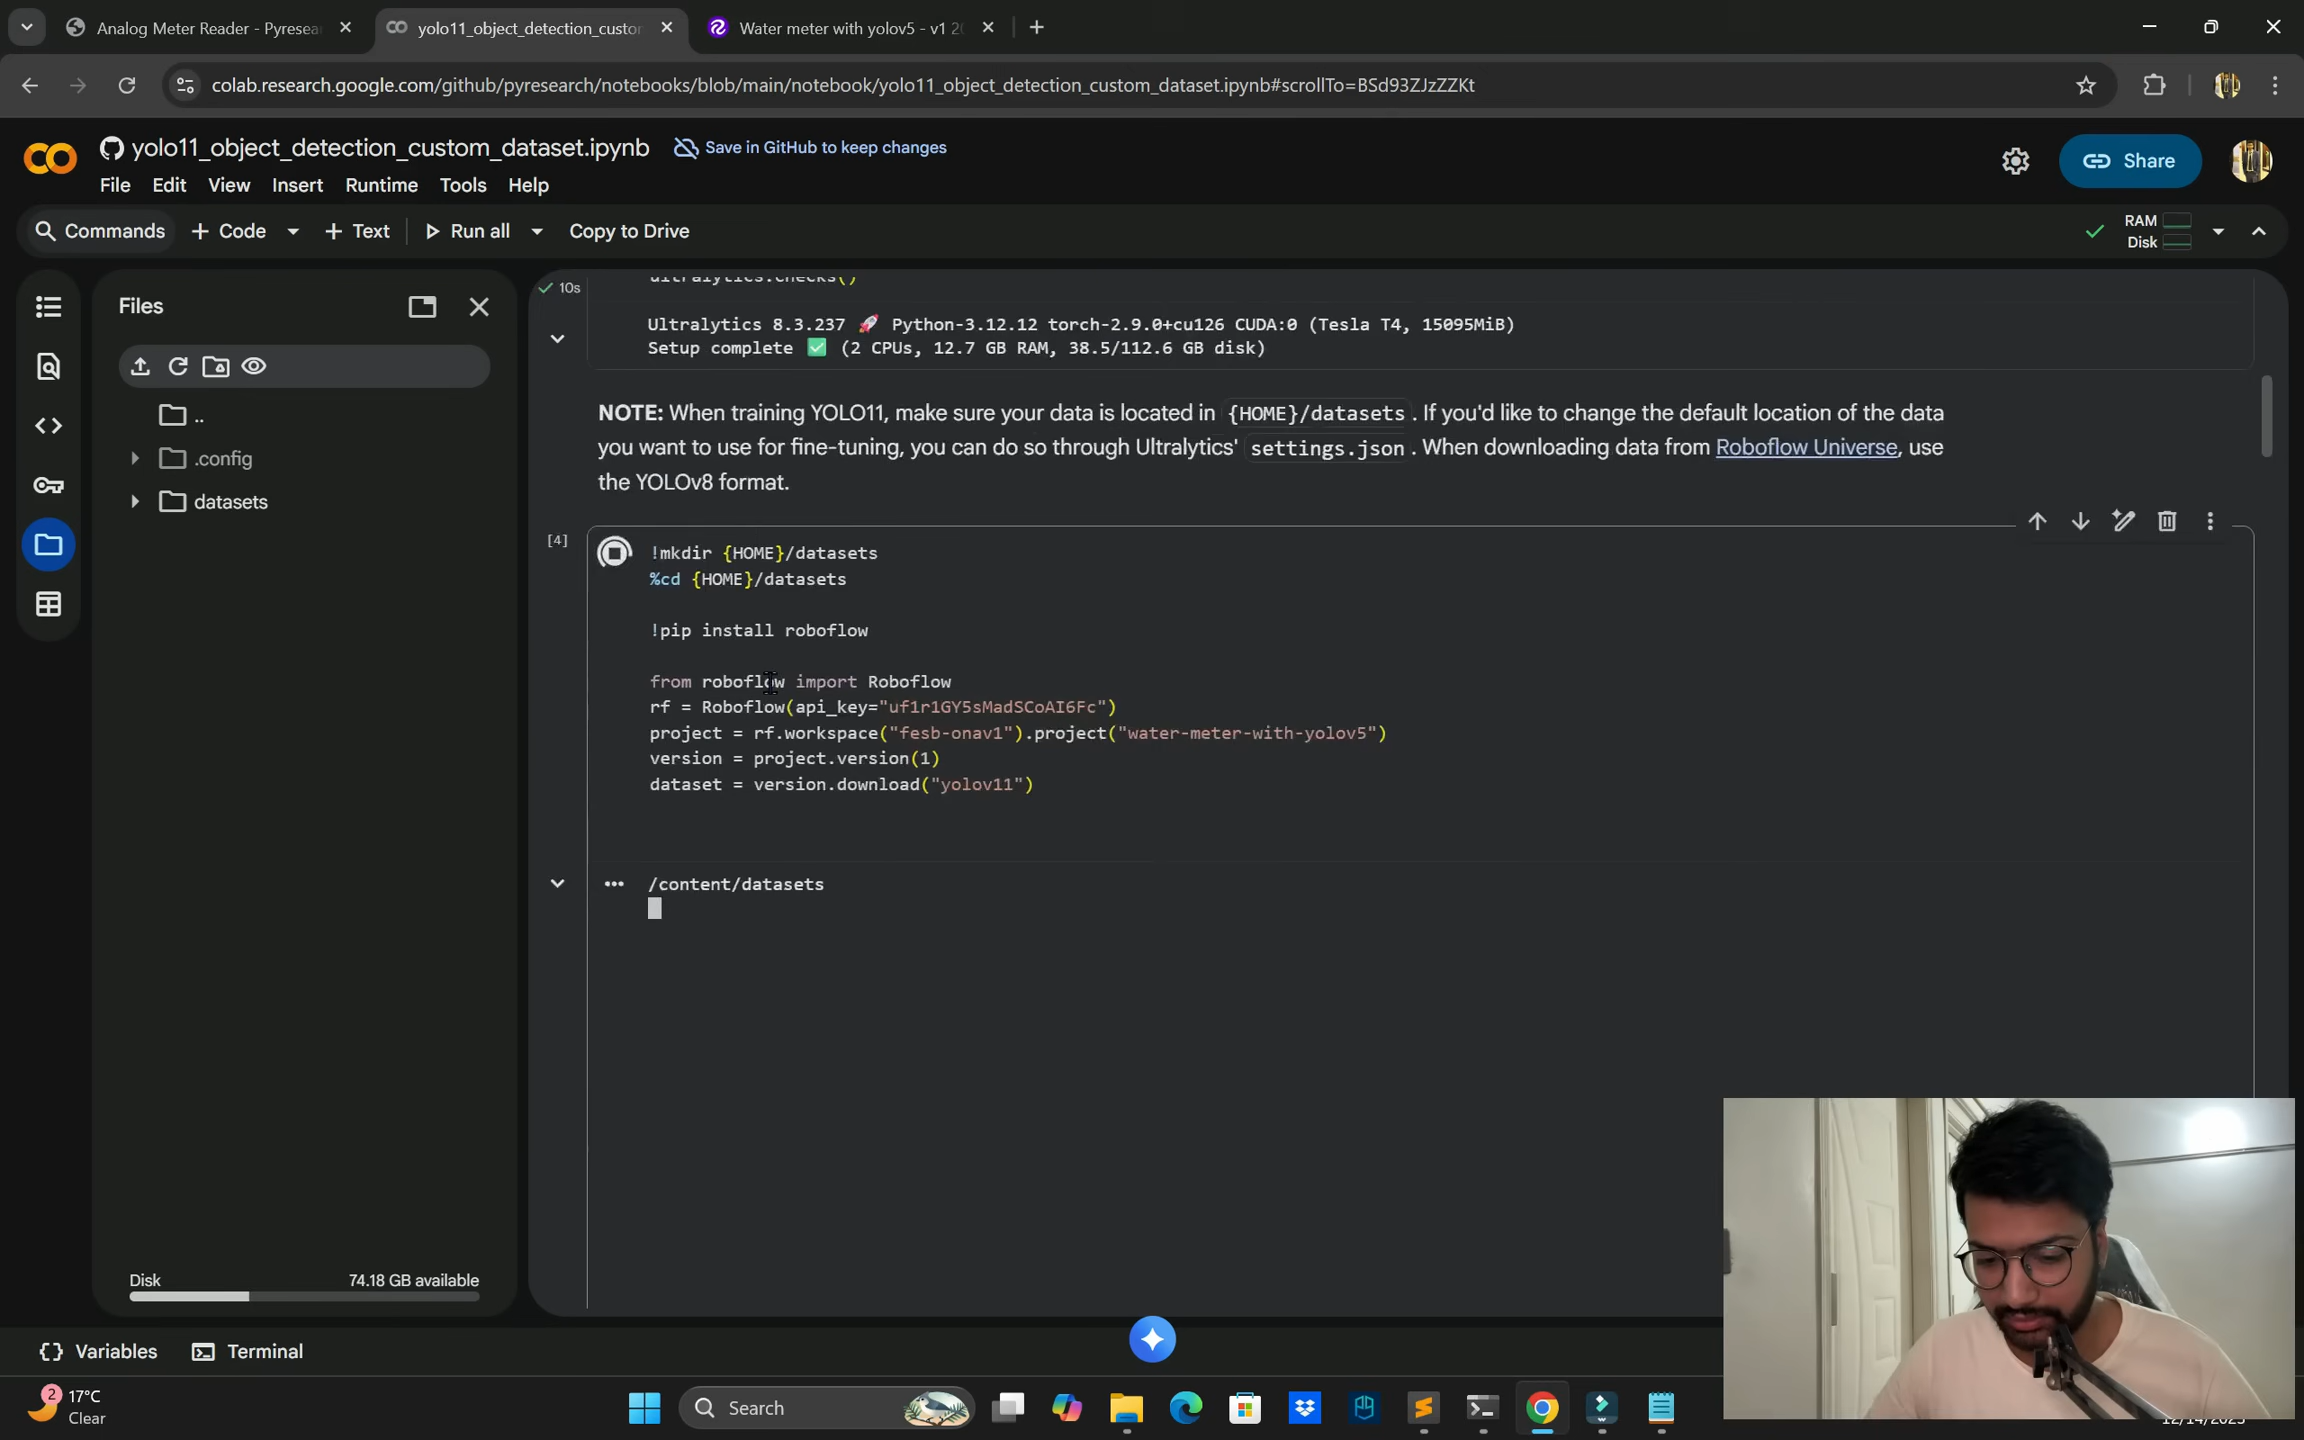 Analog Meter Reader - Pyresea
yolo11_object_detection_custo
Water meter with yolov5 - v1 20
colab.research.google.com/github/pyresearch/notebooks/blob/main/notebook/yolo11_object_detection_custom_dataset.ipynb#scrollTo=BSd93ZJzZZKt
yolo11_object_detection_custom_dataset.ipynb
Save in GitHub to keep changes
Share
File Edit View Insert Runtime Tools Help
Commands + Code + Text Run all Copy to Drive
RAM
Disk
Files
..
.config
datasets
Disk 74.18 GB available
10s
ultralytics.checks()
Ultralytics 8.3.237 🚀 Python-3.12.12 torch-2.9.0+cu126 CUDA:0 (Tesla T4, 15095MiB)
Setup complete ✅ (2 CPUs, 12.7 GB RAM, 38.5/112.6 GB disk)
NOTE: When training YOLO11, make sure your data is located in {HOME}/datasets. If you'd like to change the default location of the data
you want to use for fine-tuning, you can do so through Ultralytics' settings.json. When downloading data from Roboflow Universe, use
the YOLOv8 format.
[4]
!mkdir {HOME}/datasets
%cd {HOME}/datasets
!pip install roboflow
from roboflow import Roboflow
rf = Roboflow(api_key="uf1r1GY5sMadSCoAI6Fc")
project = rf.workspace("fesb-onav1").project("water-meter-with-yolov5")
version = project.version(1)
dataset = version.download("yolov11")
/content/datasets
Variables Terminal
2
17°C
Clear
Search